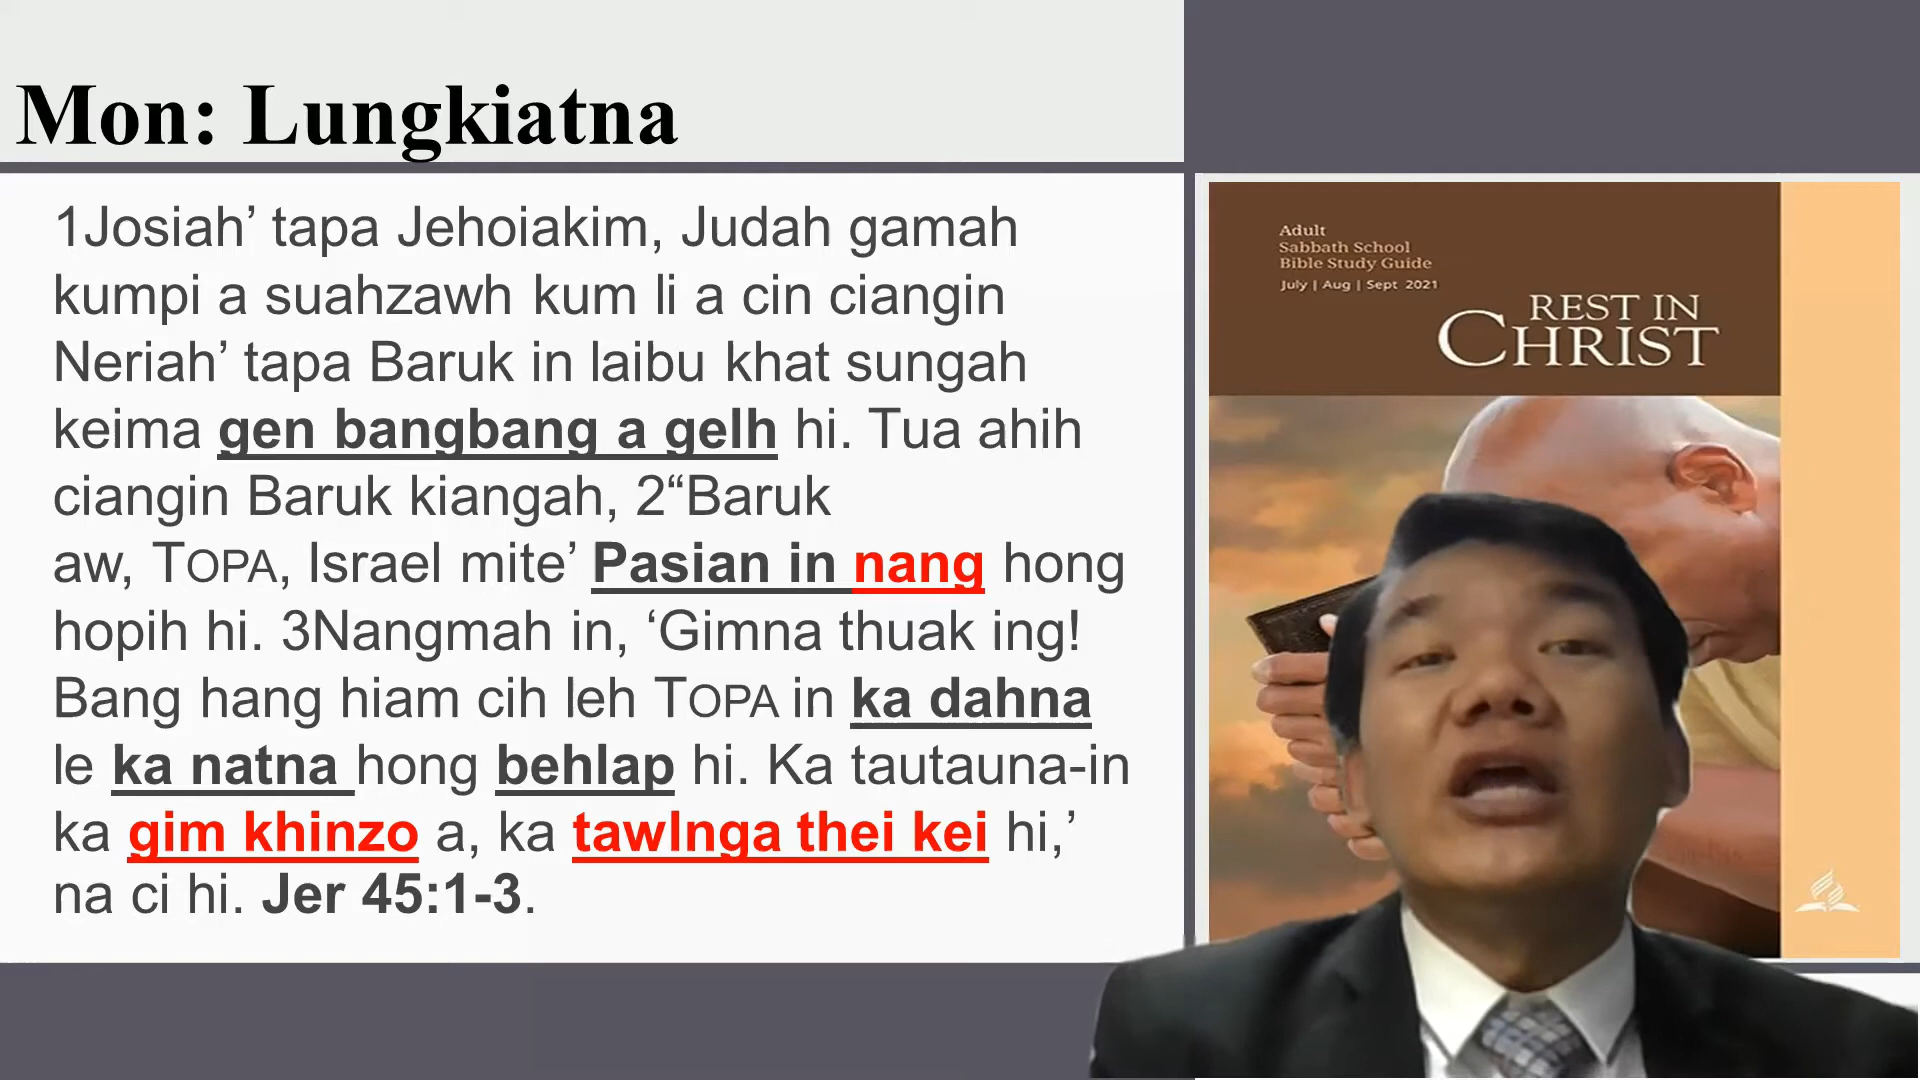 Mon: Lungkiatna
1Josiah’ tapa Jehoiakim, Judah gamah
kumpi a suahzawh kum li a cin ciangin
Neriah’ tapa Baruk in laibu khat sungah
keima gen bangbang a gelh hi. Tua ahih
ciangin Baruk kiangah, 2“Baruk
aw, TOPA, Israel mite’ Pasian in nang hong
hopih hi. 3Nangmah in, ‘Gimna thuak ing!
Bang hang hiam cih leh TOPA in ka dahna
le ka natna hong behlap hi. Ka tautauna-in
ka gim khinzo a, ka tawlnga thei kei hi,’
na ci hi. Jer 45:1-3.
Adult
Sabbath School
Bible Study Guide
July | Aug | Sept 2021
REST IN
CHRIST